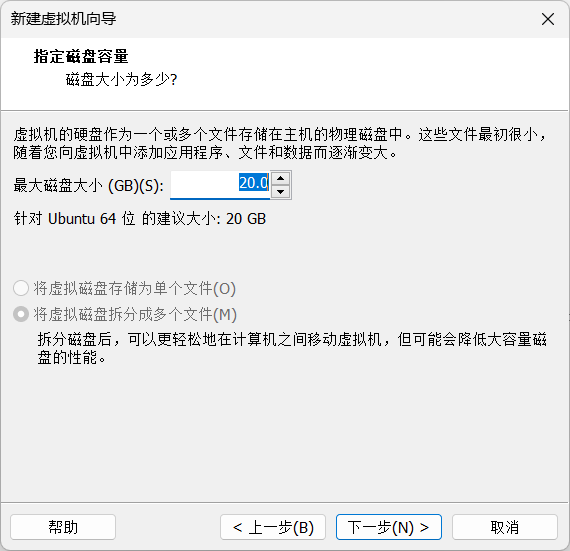 新建虚拟机向导
指定磁盘容量
磁盘大小为多少?
虚拟机的硬盘作为一个或多个文件存储在主机的物理磁盘中。这些文件最初很小，
随着您向虚拟机中添加应用程序、文件和数据而逐渐变大。
最大磁盘大小 (GB)(S): 20.0
针对 Ubuntu 64 位 的建议大小: 20 GB
将虚拟磁盘存储为单个文件(O)
将虚拟磁盘拆分成多个文件(M)
拆分磁盘后，可以更轻松地在计算机之间移动虚拟机，但可能会降低大容量磁
盘的性能。
帮助 < 上一步(B) 下一步(N) > 取消